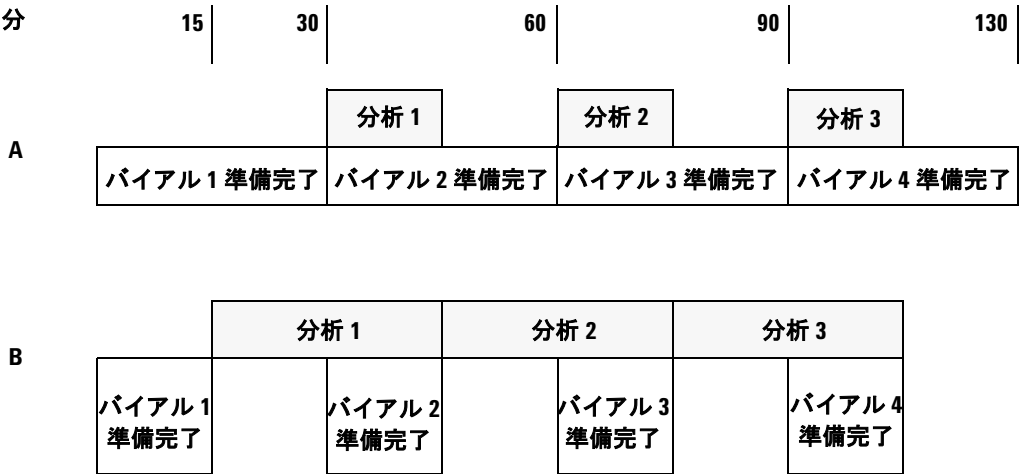 分 15 30 60 90 130
分析 1 分析 2 分析 3
A
バイアル 1 準備完了 バイアル 2 準備完了 バイアル 3 準備完了 バイアル 4 準備完了
分析 1 分析 2 分析 3
B
バイアル 1 バイアル 2 バイアル 3 バイアル 4
準備完了 準備完了 準備完了 準備完了